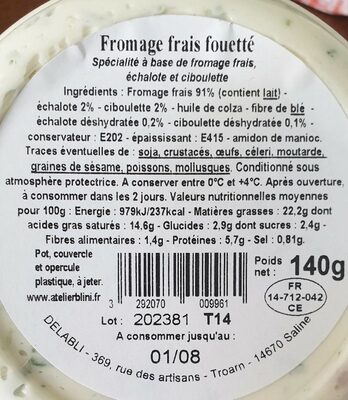 Fromage frais fouetté
Spécialité à base de fromage frais,
échalote et ciboulette
Ingrédients : Fromage frais 91% (contient lait) -
échalote 2% - ciboulette 2% - huile de colza - fibre de blé -
échalote déshydratée 0,2% - ciboulette déshydratée 0,1% -
conservateur : E202 - épaississant : E415 - amidon de manioc.
Traces éventuelles de : soja, crustacés, œufs, céleri, moutarde,
graines de sésame, poissons, mollusques. Conditionné sous
atmosphère protectrice. A conserver entre 0°C et +4°C. Après ouverture,
à consommer dans les 2 jours. Valeurs nutritionnelles moyennes
pour 100g : Energie : 979kJ/237kcal - Matières grasses : 22,2g dont
acides gras saturés : 14,6g - Glucides : 2,9g dont sucres : 2,4g -
Fibres alimentaires : 1,4g - Protéines : 5,7g - Sel : 0,81g.
Pot, couvercle
et opercule
plastique, à jeter.
www.atelierblini.fr
3 292070 009961
Poids
net : 140g
FR
14-712-042
CE
Lot : 202381 T14
A consommer jusqu'au :
01/08
DELABLI - 369, rue des artisans - Troarn - 14670 Saline